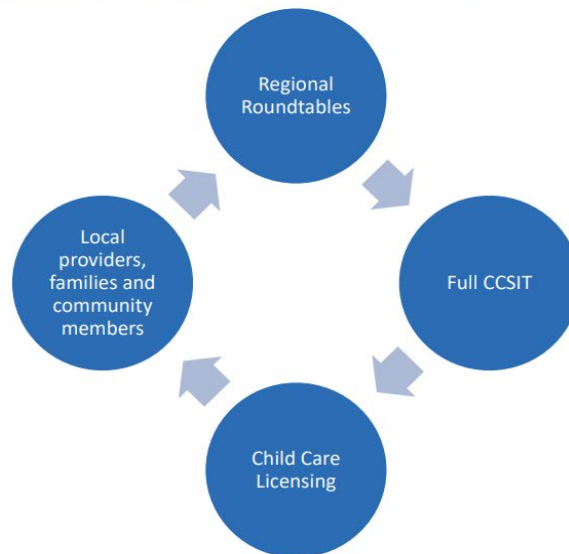 Regional
Roundtables
Local
providers,
families and
community
members
Full CCSIT
Child Care
Licensing